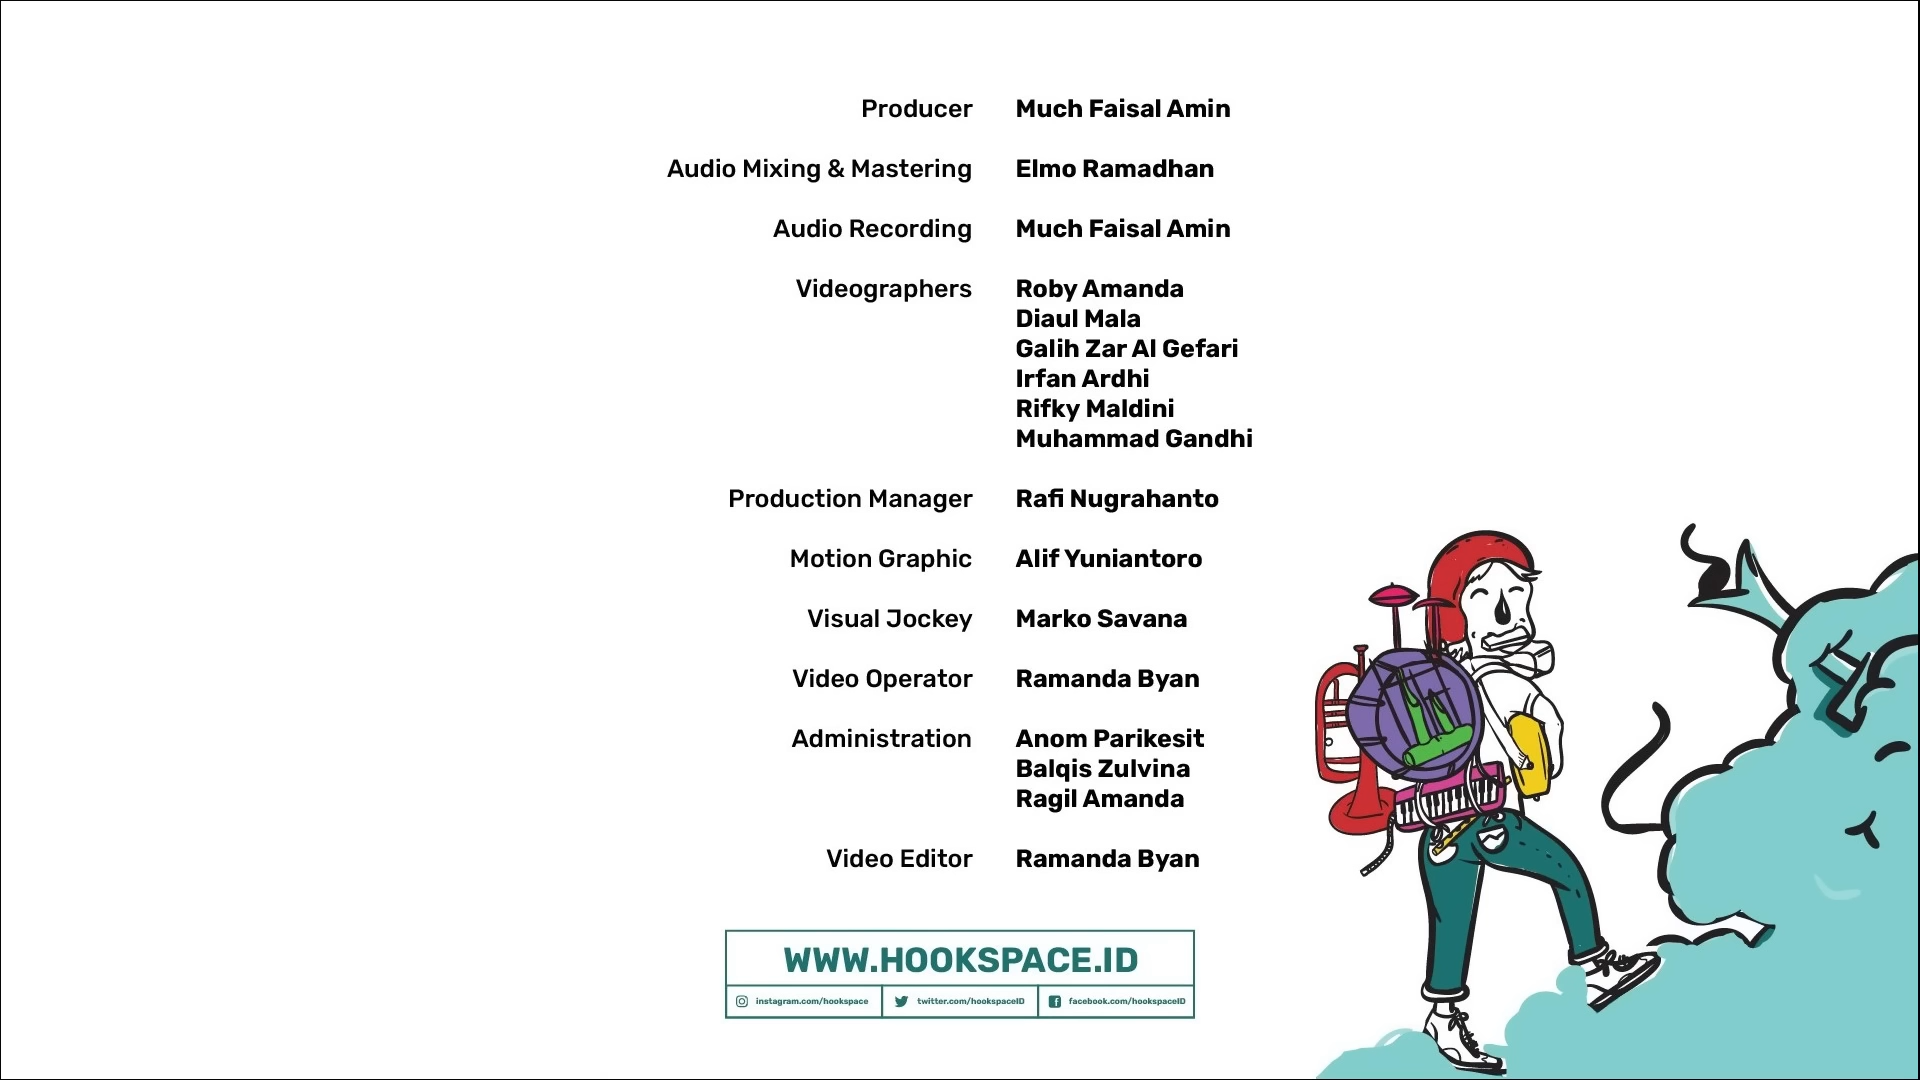 Producer Much Faisal Amin
Audio Mixing & Mastering Elmo Ramadhan
Audio Recording Much Faisal Amin
Videographers Roby Amanda
Diaul Mala
Galih Zar Al Gefari
Irfan Ardhi
Rifky Maldini
Muhammad Gandhi
Production Manager Rafi Nugrahanto
Motion Graphic Alif Yuniantoro
Visual Jockey Marko Savana
Video Operator Ramanda Byan
Administration Anom Parikesit
Balqis Zulvina
Ragil Amanda
Video Editor Ramanda Byan
WWW.HOOKSPACE.ID
instagram.com/hookspace twitter.com/hookspaceID facebook.com/hookspaceID